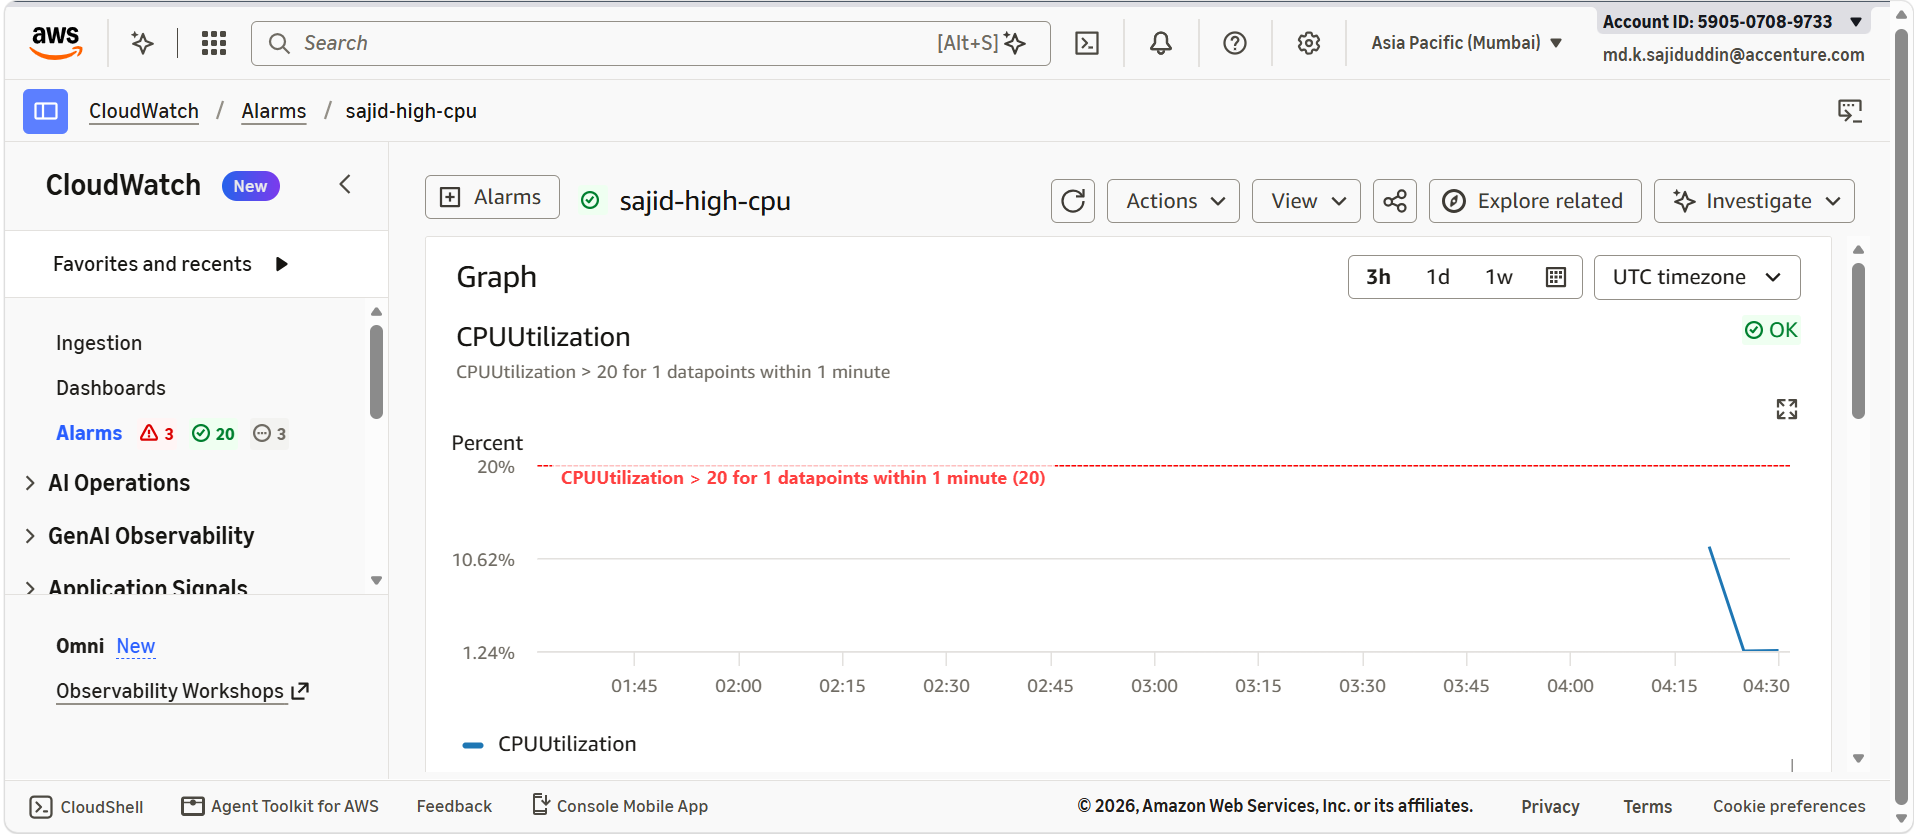 aws
Search [Alt+S]
Asia Pacific (Mumbai)
Account ID: 5905-0708-9733
md.k.sajiduddin@accenture.com
CloudWatch / Alarms / sajid-high-cpu
CloudWatch New
Favorites and recents
Ingestion
Dashboards
Alarms 3 20 3
AI Operations
GenAI Observability
Application Signals
Omni New
Observability Workshops
Alarms sajid-high-cpu
Actions View Explore related Investigate
Graph
3h 1d 1w UTC timezone
CPUUtilization
OK
CPUUtilization > 20 for 1 datapoints within 1 minute
Percent
20%
CPUUtilization > 20 for 1 datapoints within 1 minute (20)
10.62%
1.24%
01:45 02:00 02:15 02:30 02:45 03:00 03:15 03:30 03:45 04:00 04:15 04:30
CPUUtilization
CloudShell Agent Toolkit for AWS Feedback Console Mobile App
© 2026, Amazon Web Services, Inc. or its affiliates. Privacy Terms Cookie preferences